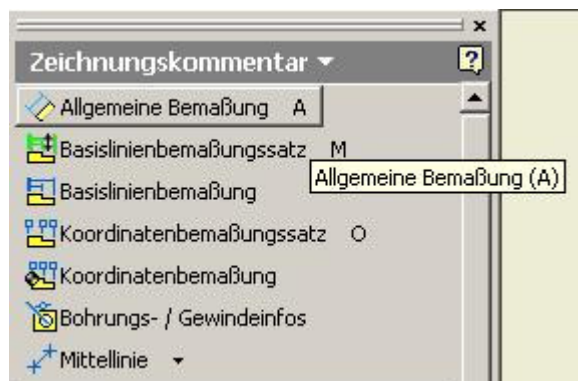 Zeichnungskommentar
Allgemeine Bemaßung A
Basislinienbemaßungssatz M
Allgemeine Bemaßung (A)
Basislinienbemaßung
Koordinatenbemaßungssatz O
Koordinatenbemaßung
Bohrungs- / Gewindeinfos
Mittellinie